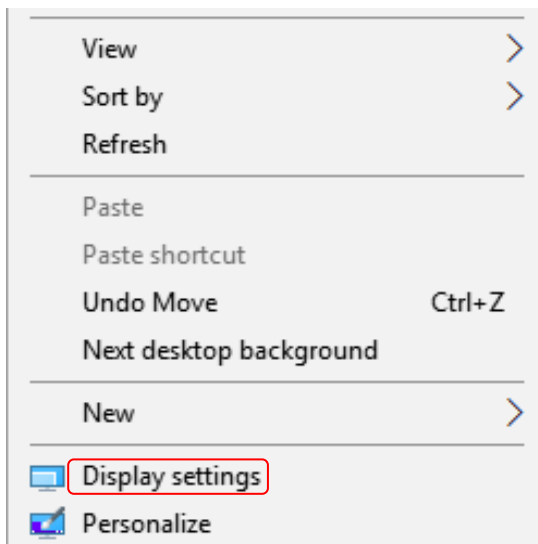 View
Sort by
Refresh
Paste
Paste shortcut
Undo Move Ctrl+Z
Next desktop background
New
Display settings
Personalize